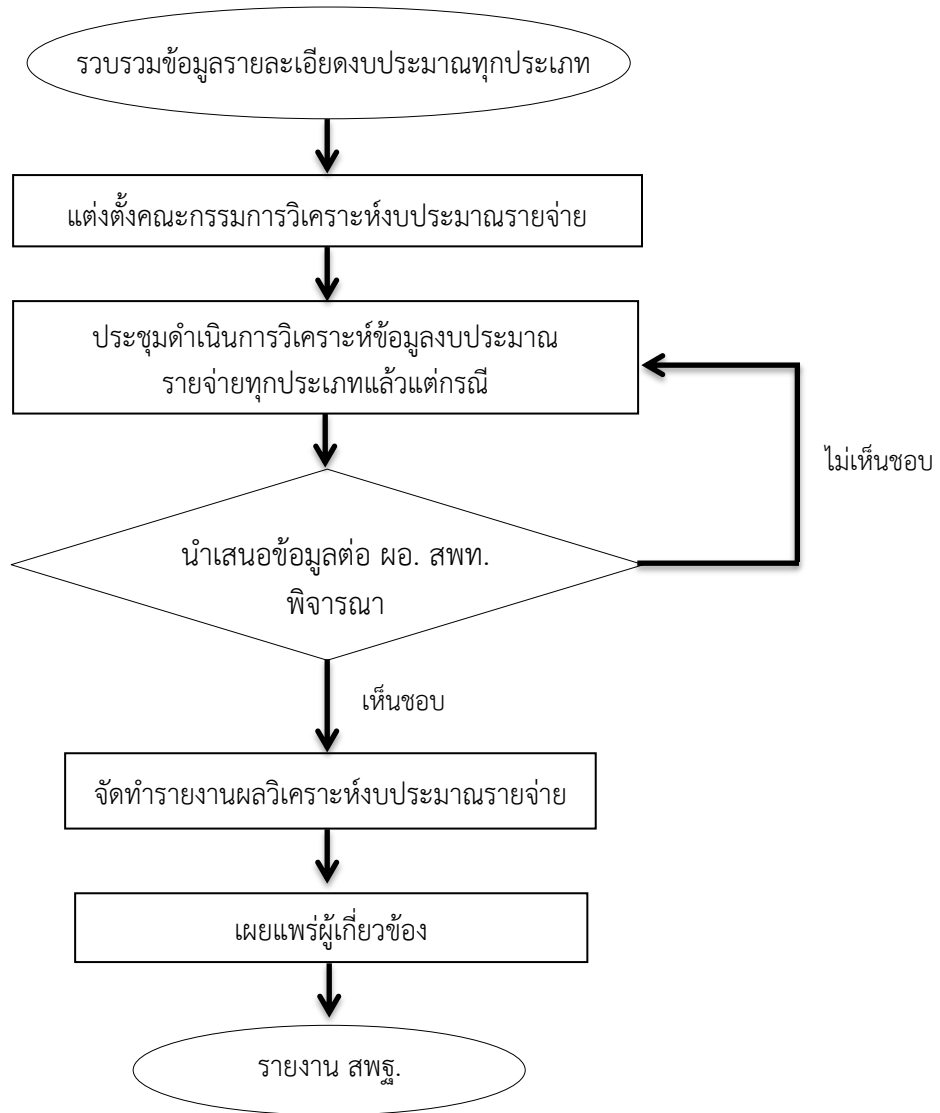 รวบรวมข้อมูลรายละเอียดงบประมาณทุกประเภท
แต่งตั้งคณะกรรมการวิเคราะห์งบประมาณรายจ่าย
ประชุมดำเนินการวิเคราะห์ข้อมูลงบประมาณ
รายจ่ายทุกประเภทแล้วแต่กรณี
ไม่เห็นชอบ
นำเสนอข้อมูลต่อ ผอ. สพท.
พิจารณา
เห็นชอบ
จัดทำรายงานผลวิเคราะห์งบประมาณรายจ่าย
เผยแพร่ผู้เกี่ยวข้อง
รายงาน สพฐ.